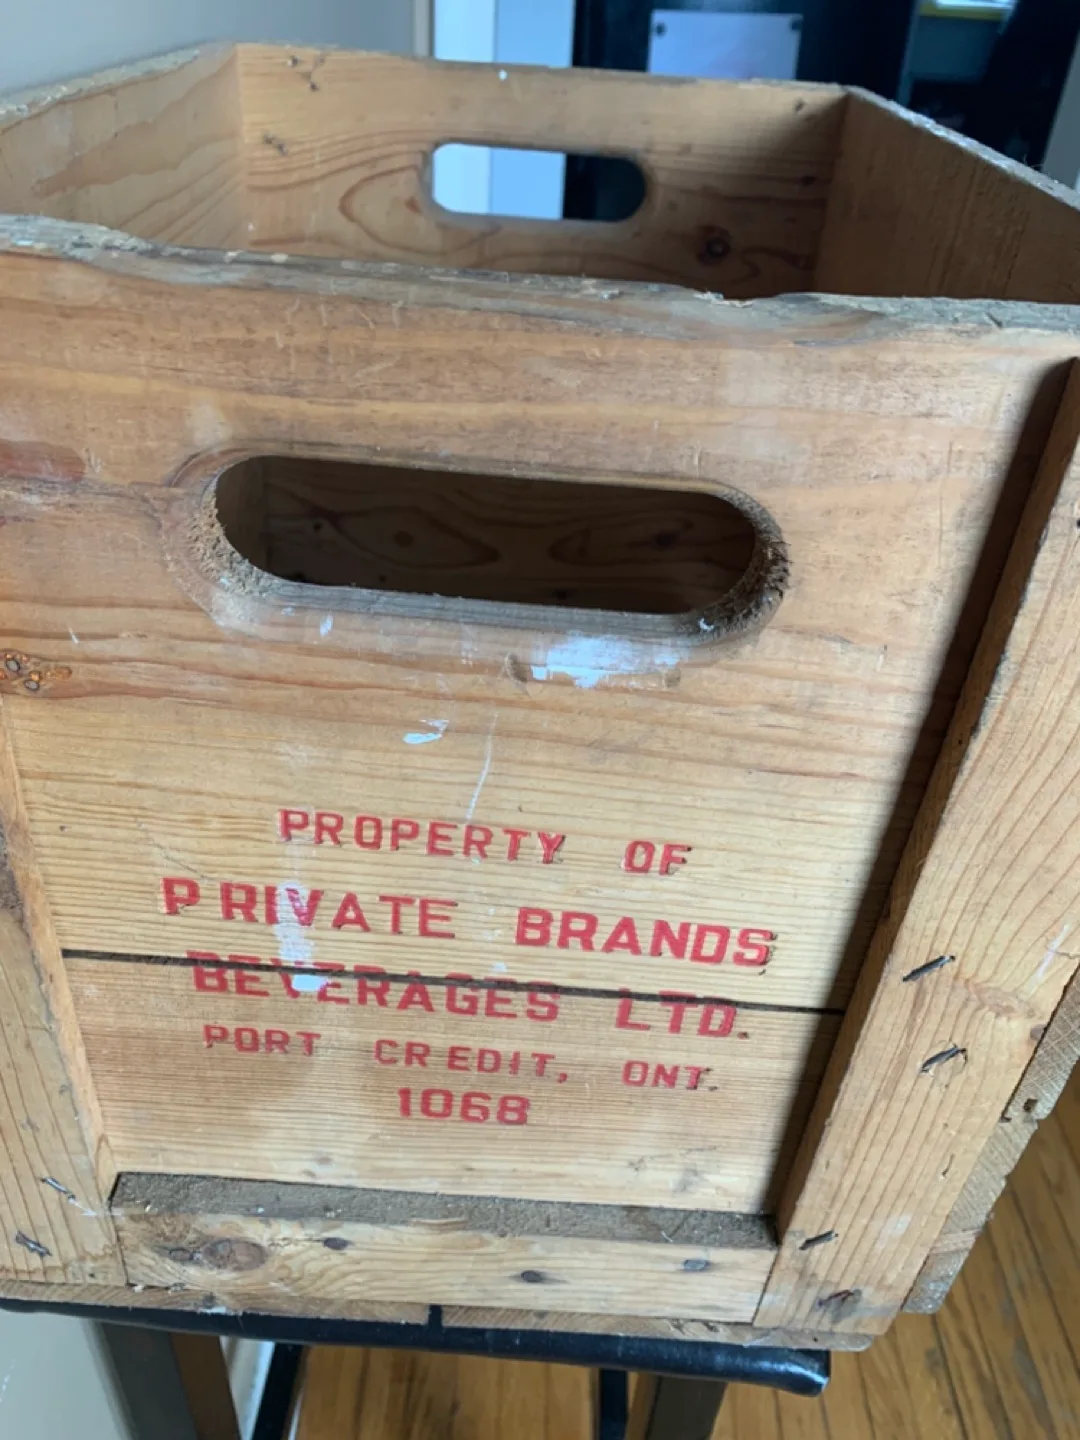 PROPERTY OF
PRIVATE BRANDS
BEVERAGES LTD.
PORT CREDIT, ONT.
1068